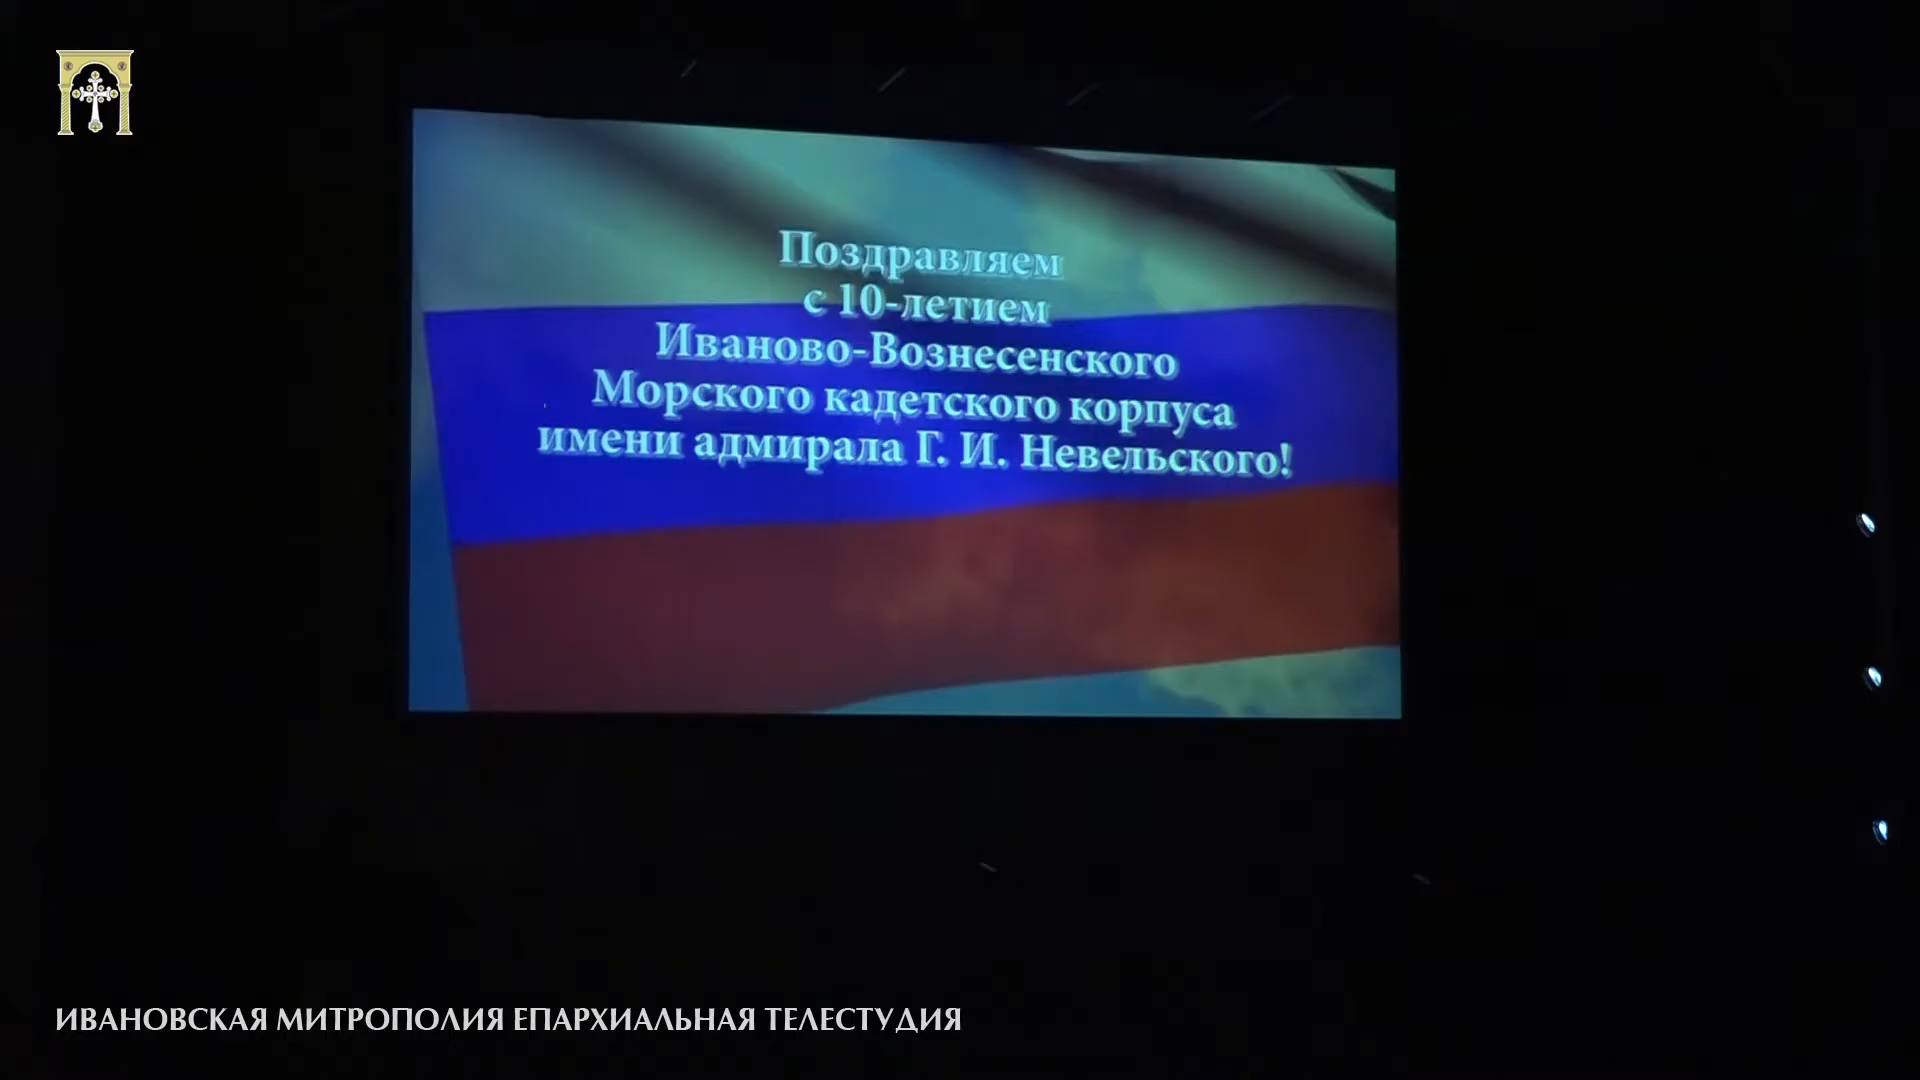 Поздравляем
с 10-летием
Иваново-Вознесенского
Морского кадетского корпуса
имени адмирала Г. И. Невельского!
ИВАНОВСКАЯ МИТРОПОЛИЯ ЕПАРХИАЛЬНАЯ ТЕЛЕСТУДИЯ